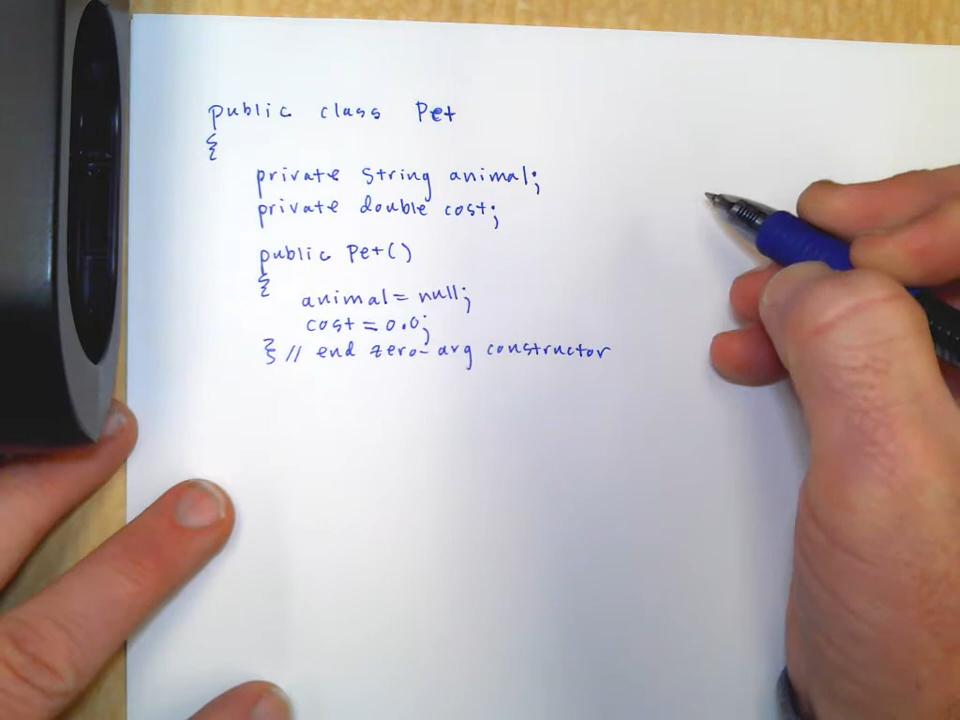 public class Pet
{
private String animal;
private double cost;
public Pet()
{
animal = null;
cost = 0.0;
} // end zero-arg constructor